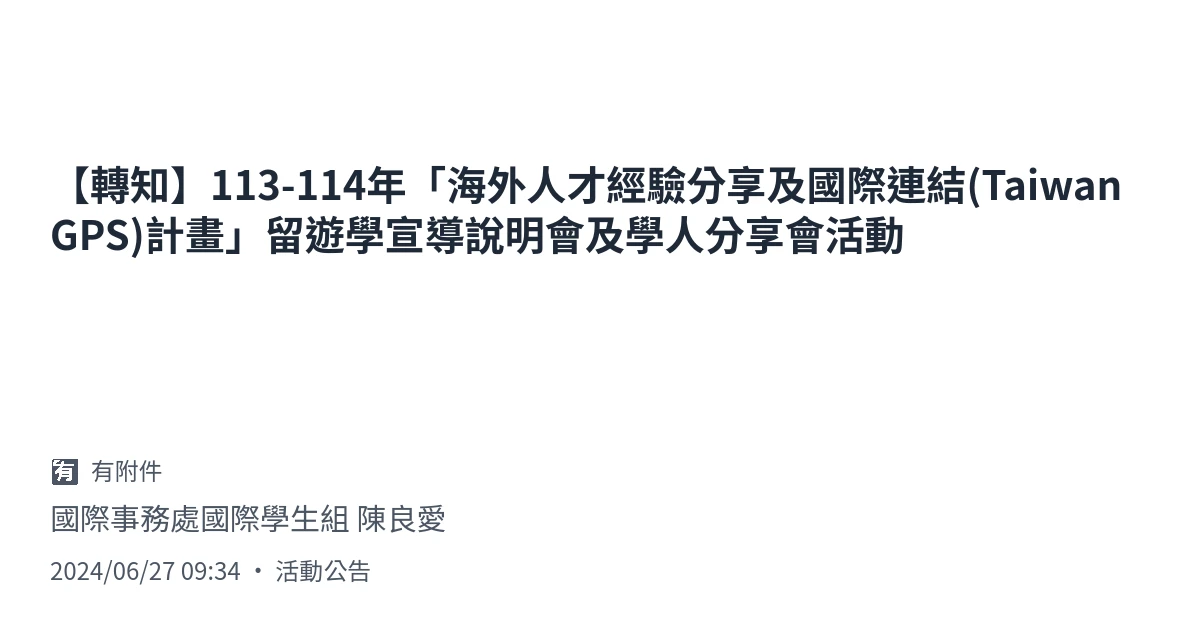 【轉知】113-114年「海外人才經驗分享及國際連結(Taiwan
GPS)計畫」留遊學宣導說明會及學人分享會活動
有 有附件
國際事務處國際學生組 陳良愛
2024/06/27 09:34 • 活動公告